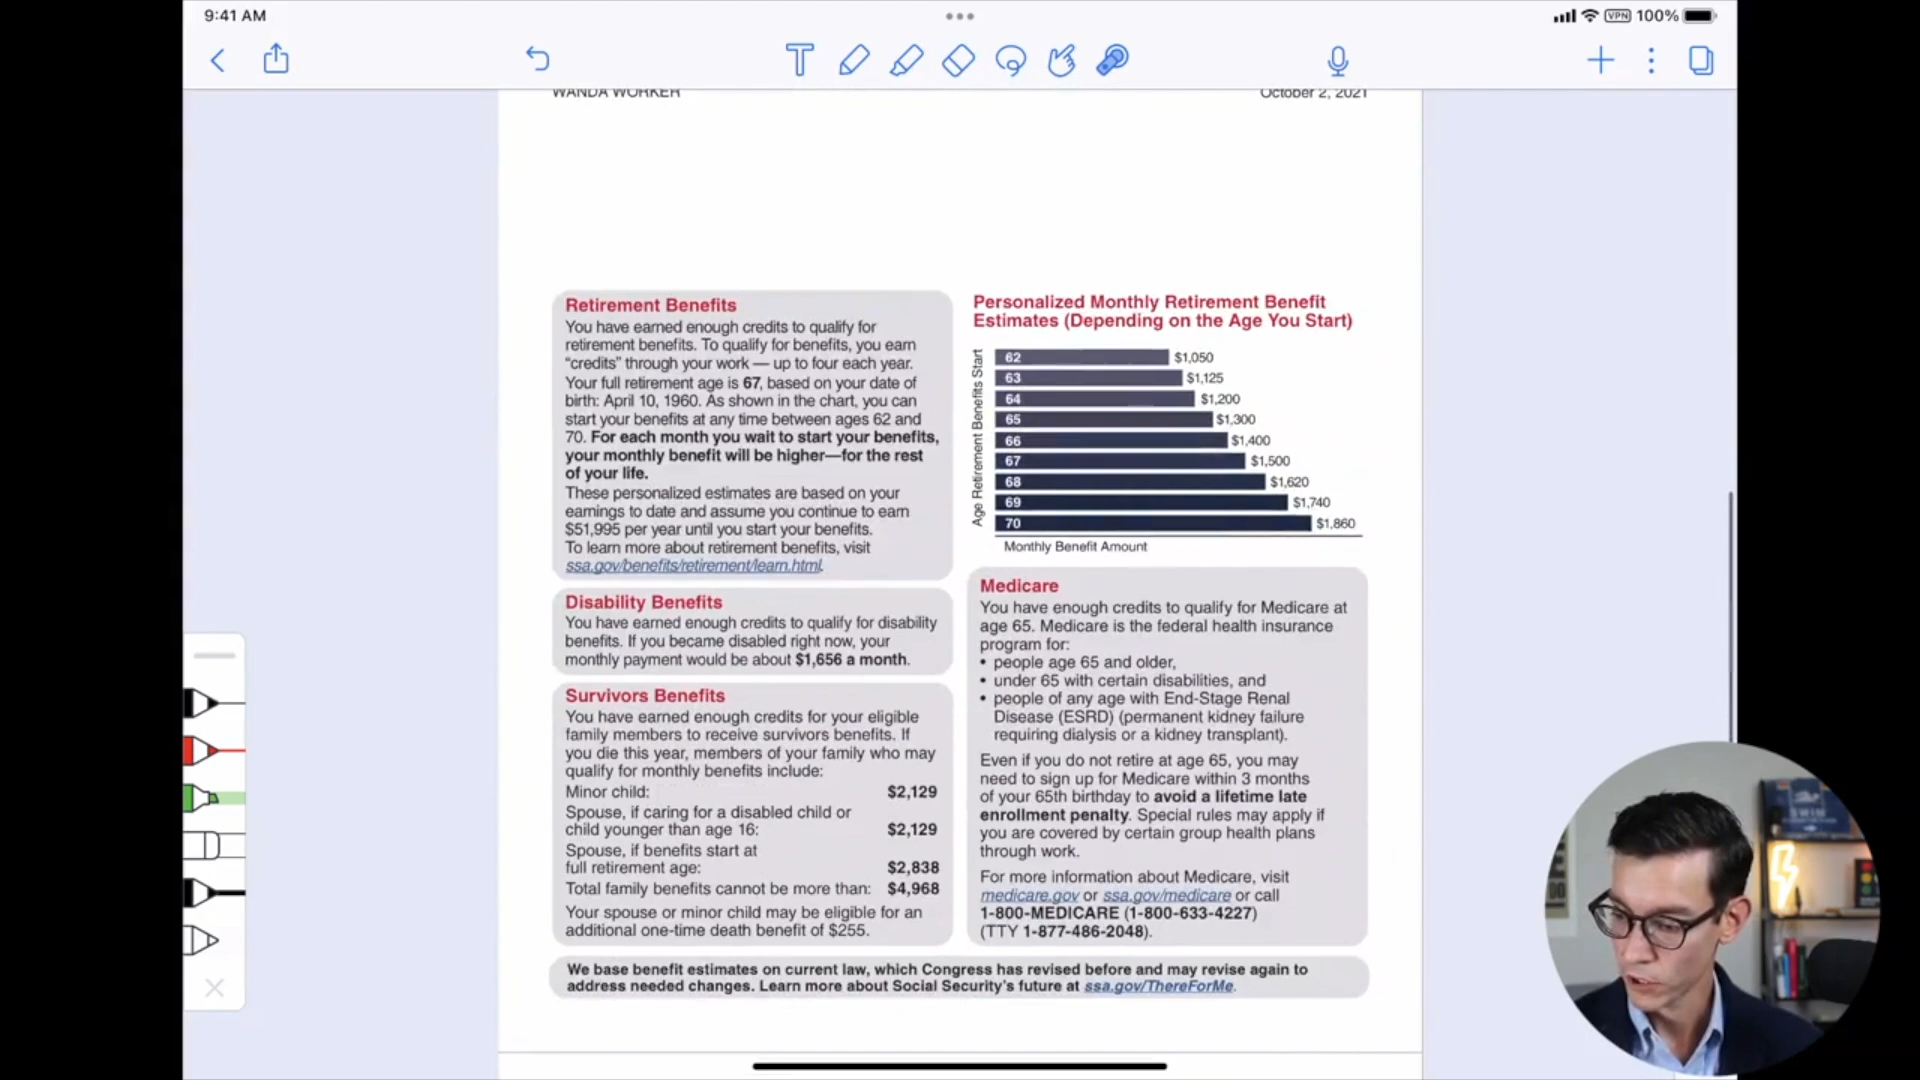 9:41 AM
VPN 100%
WANDA WORKER
October 2, 2021
Retirement Benefits
You have earned enough credits to qualify for
retirement benefits. To qualify for benefits, you earn
“credits” through your work — up to four each year.
Your full retirement age is 67, based on your date of
birth: April 10, 1960. As shown in the chart, you can
start your benefits at any time between ages 62 and
70. For each month you wait to start your benefits,
your monthly benefit will be higher—for the rest
of your life.
These personalized estimates are based on your
earnings to date and assume you continue to earn
$51,995 per year until you start your benefits.
To learn more about retirement benefits, visit
ssa.gov/benefits/retirement/learn.html.
Disability Benefits
You have earned enough credits to qualify for disability
benefits. If you became disabled right now, your
monthly payment would be about $1,656 a month.
Survivors Benefits
You have earned enough credits for your eligible
family members to receive survivors benefits. If
you die this year, members of your family who may
qualify for monthly benefits include:
Minor child: $2,129
Spouse, if caring for a disabled child or
child younger than age 16: $2,129
Spouse, if benefits start at
full retirement age: $2,838
Total family benefits cannot be more than: $4,968
Your spouse or minor child may be eligible for an
additional one-time death benefit of $255.
Personalized Monthly Retirement Benefit
Estimates (Depending on the Age You Start)
Age Retirement Benefits Start
62 $1,050
63 $1,125
64 $1,200
65 $1,300
66 $1,400
67 $1,500
68 $1,620
69 $1,740
70 $1,860
Monthly Benefit Amount
Medicare
You have enough credits to qualify for Medicare at
age 65. Medicare is the federal health insurance
program for:
• people age 65 and older,
• under 65 with certain disabilities, and
• people of any age with End-Stage Renal
Disease (ESRD) (permanent kidney failure
requiring dialysis or a kidney transplant).
Even if you do not retire at age 65, you may
need to sign up for Medicare within 3 months
of your 65th birthday to avoid a lifetime late
enrollment penalty. Special rules may apply if
you are covered by certain group health plans
through work.
For more information about Medicare, visit
medicare.gov or ssa.gov/medicare or call
1-800-MEDICARE (1-800-633-4227)
(TTY 1-877-486-2048).
We base benefit estimates on current law, which Congress has revised before and may revise again to
address needed changes. Learn more about Social Security’s future at ssa.gov/ThereForMe.